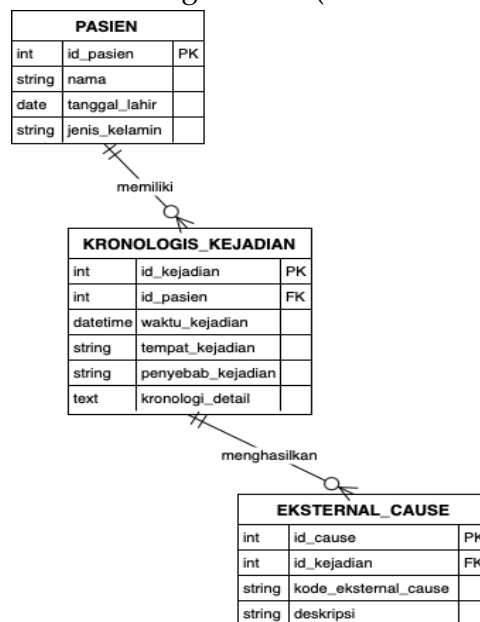 PASIEN
int id_pasien PK
string nama
date tanggal_lahir
string jenis_kelamin
memiliki
KRONOLOGIS_KEJADIAN
int id_kejadian PK
int id_pasien FK
datetime waktu_kejadian
string tempat_kejadian
string penyebab_kejadian
text kronologi_detail
menghasilkan
EKSTERNAL_CAUSE
int id_cause PK
int id_kejadian FK
string kode_eksternal_cause
string deskripsi